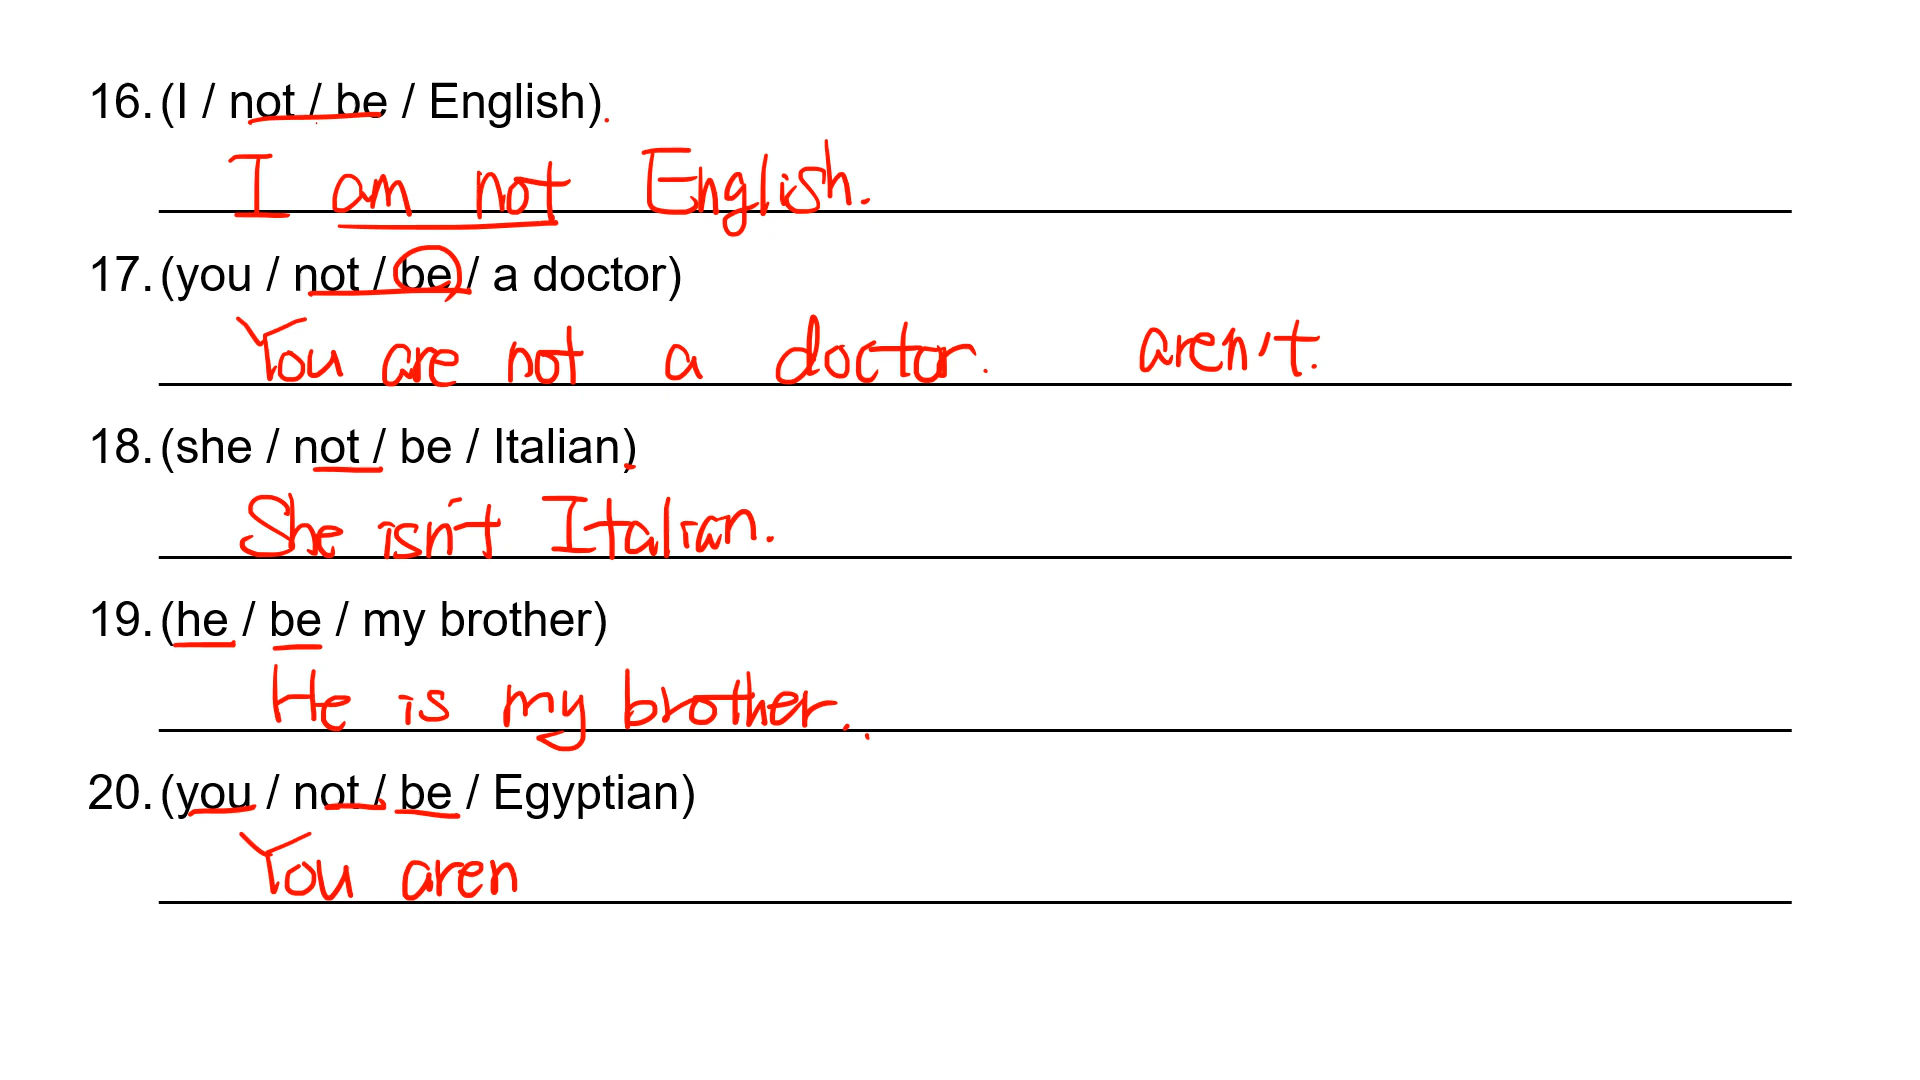 16. (I / not / be / English).
I am not English.
17. (you / not / be / a doctor)
You are not a doctor. aren't.
18. (she / not / be / Italian)
She isn't Italian.
19. (he / be / my brother)
He is my brother.
20. (you / not / be / Egyptian)
You aren